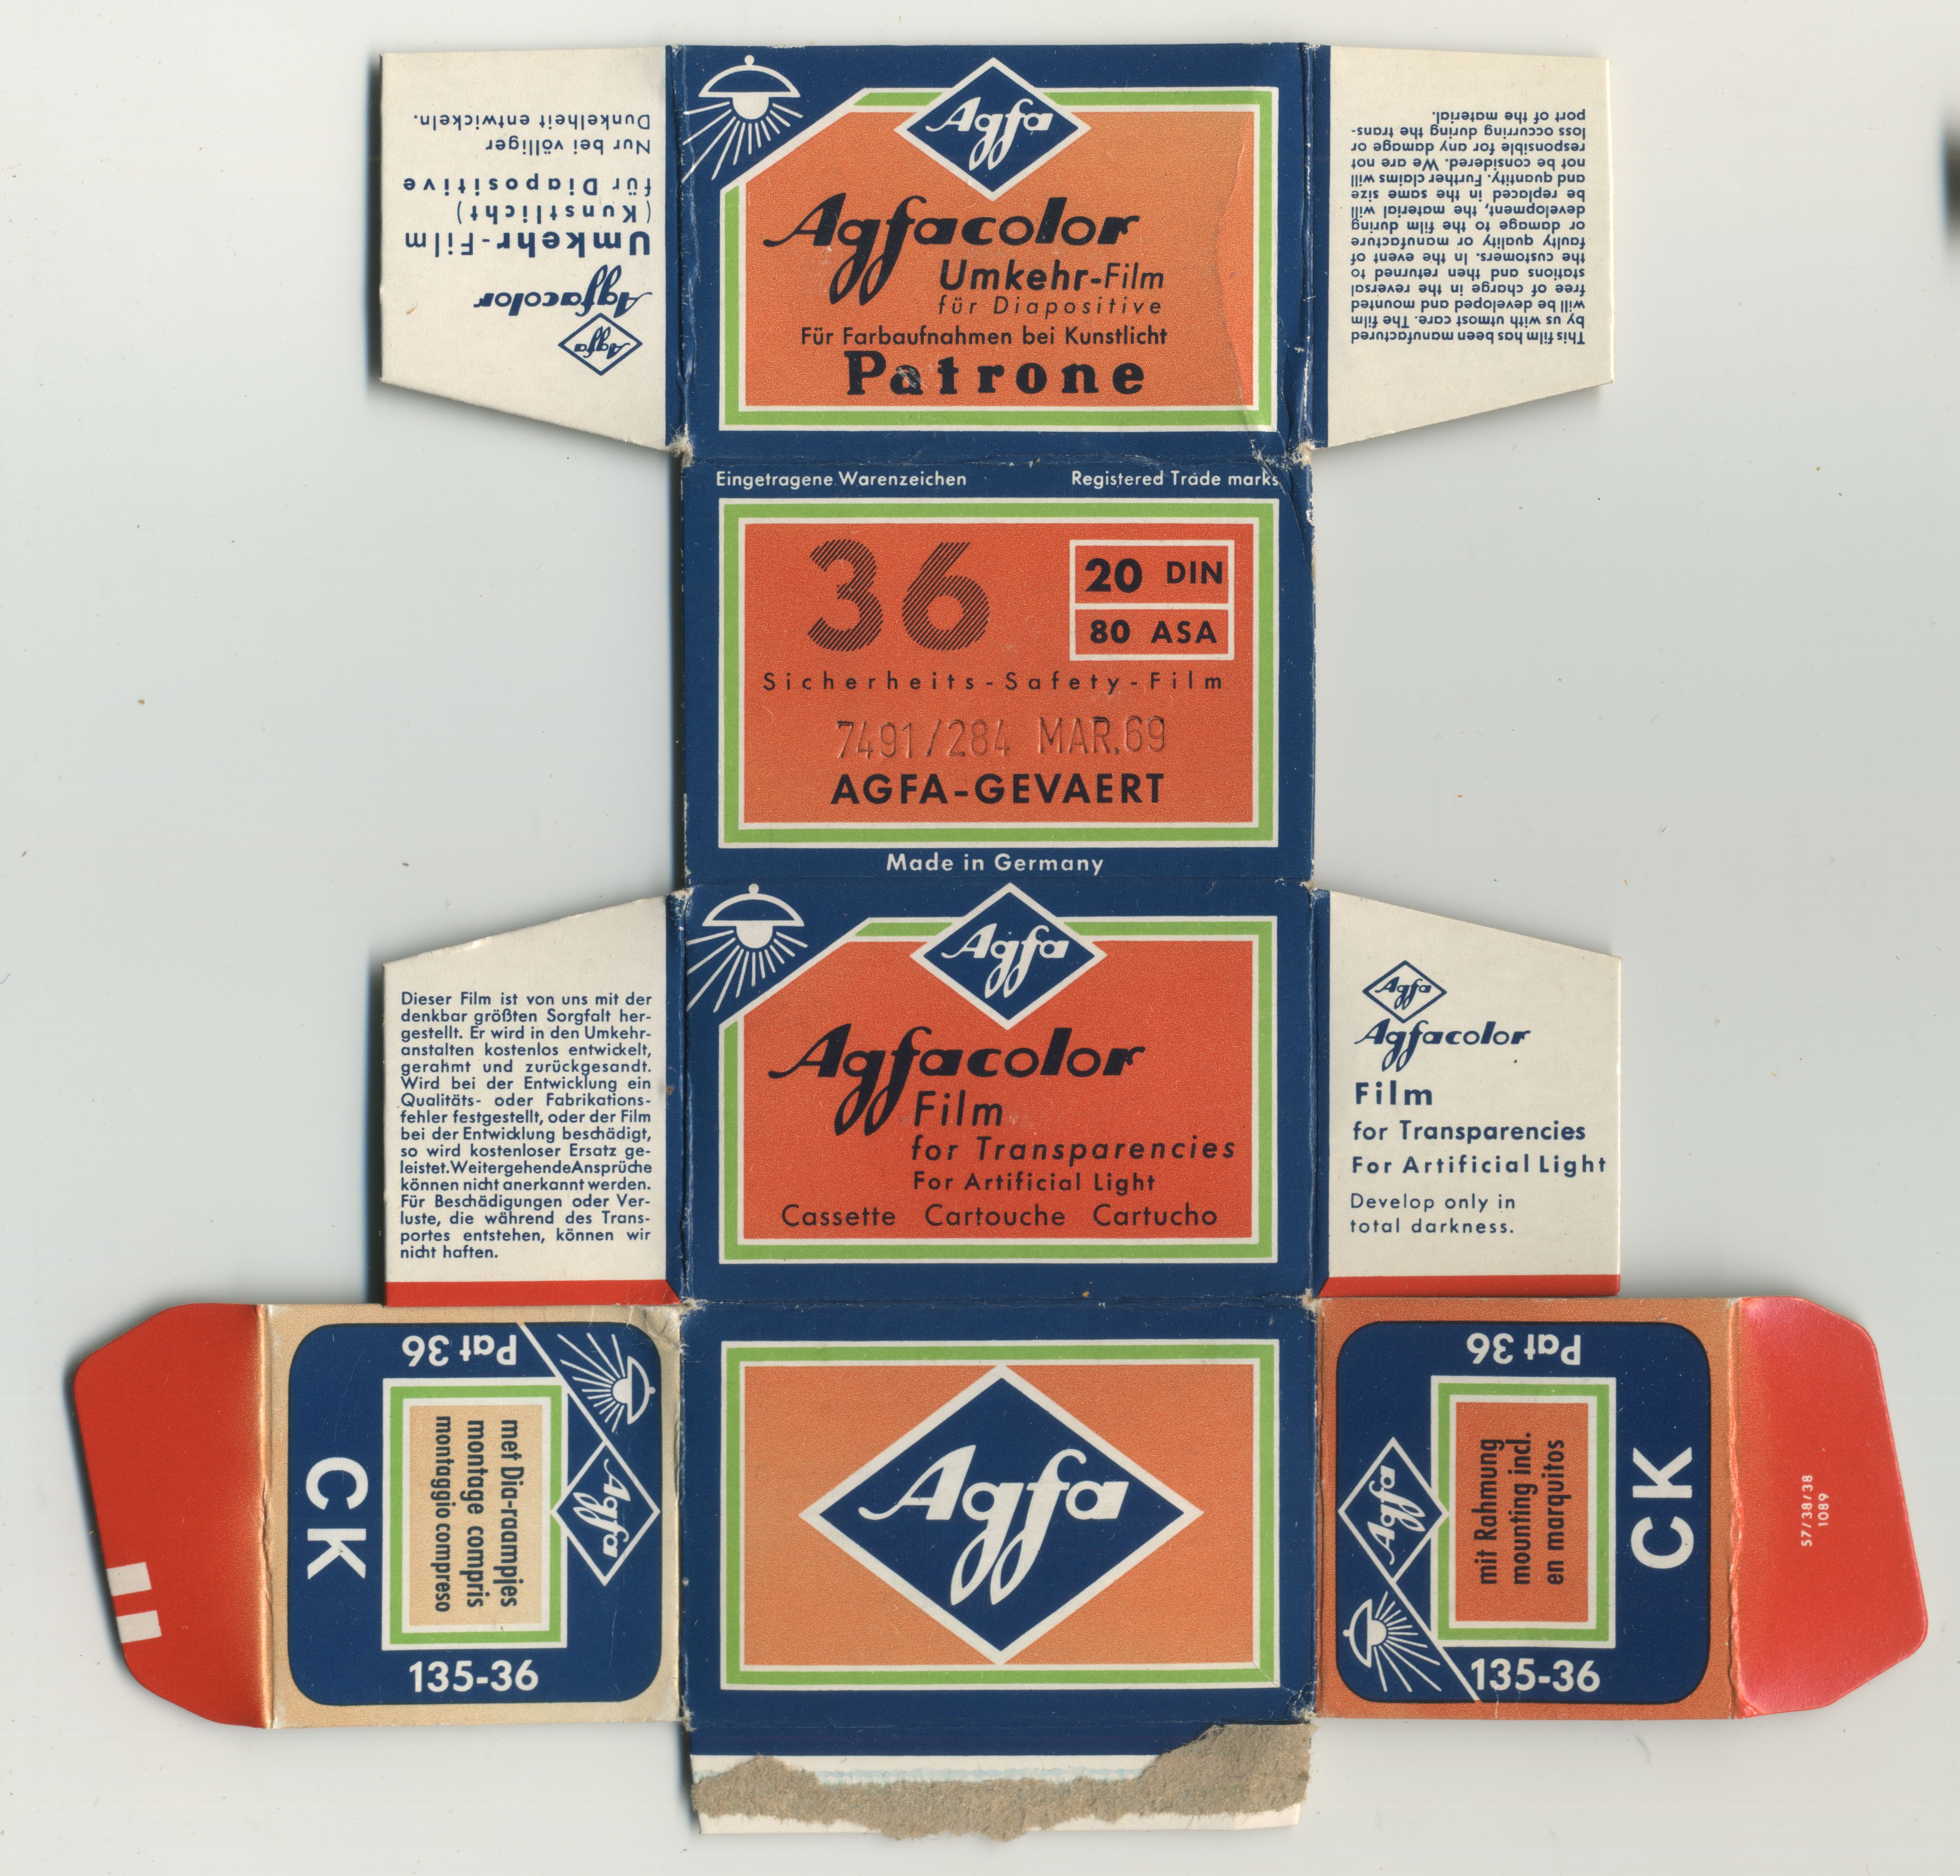 Agfa
Agfacolor
Umkehr-Film
(Kunstlicht)
für Diapositive
Nur bei völliger
Dunkelheit entwickeln.
Agfa
Agfacolor
Umkehr-Film
für Diapositive
Für Farbaufnahmen bei Kunstlicht
Patrone
This film has been manufactured
by us with utmost care. The film
will be developed and mounted
free of charge in the reversal
stations and then returned to
the customers. In the event of
faulty quality or manufacture
or damage to the film during
development, the material will
be replaced in the same size
and quantity. Further claims will
not be considered. We are not
responsible for any damage or
loss occurring during the trans-
port of the material.
Eingetragene Warenzeichen
Registered Trade marks
36
20 DIN
80 ASA
Sicherheits-Safety-Film
7491/284 MAR.69
AGFA-GEVAERT
Made in Germany
Dieser Film ist von uns mit der
denkbar größten Sorgfalt her-
gestellt. Er wird in den Umkehr-
anstalten kostenlos entwickelt,
gerahmt und zurückgesandt.
Wird bei der Entwicklung ein
Qualitäts- oder Fabrikations-
fehler festgestellt, oder der Film
bei der Entwicklung beschädigt,
so wird kostenloser Ersatz ge-
leistet. Weitergehende Ansprüche
können nicht anerkannt werden.
Für Beschädigungen oder Ver-
luste, die während des Trans-
portes entstehen, können wir
nicht haften.
Agfa
Agfacolor
Film
for Transparencies
For Artificial Light
Cassette Cartouche Cartucho
Agfa
Agfacolor
Film
for Transparencies
For Artificial Light
Develop only in
total darkness.
Pat 36
CK
met Dia-raampjes
montage compris
montaggio compreso
Agfa
135-36
Agfa
Pat 36
Agfa
mit Rahmung
mounting incl.
en marquitos
CK
135-36
57/38/38
1089